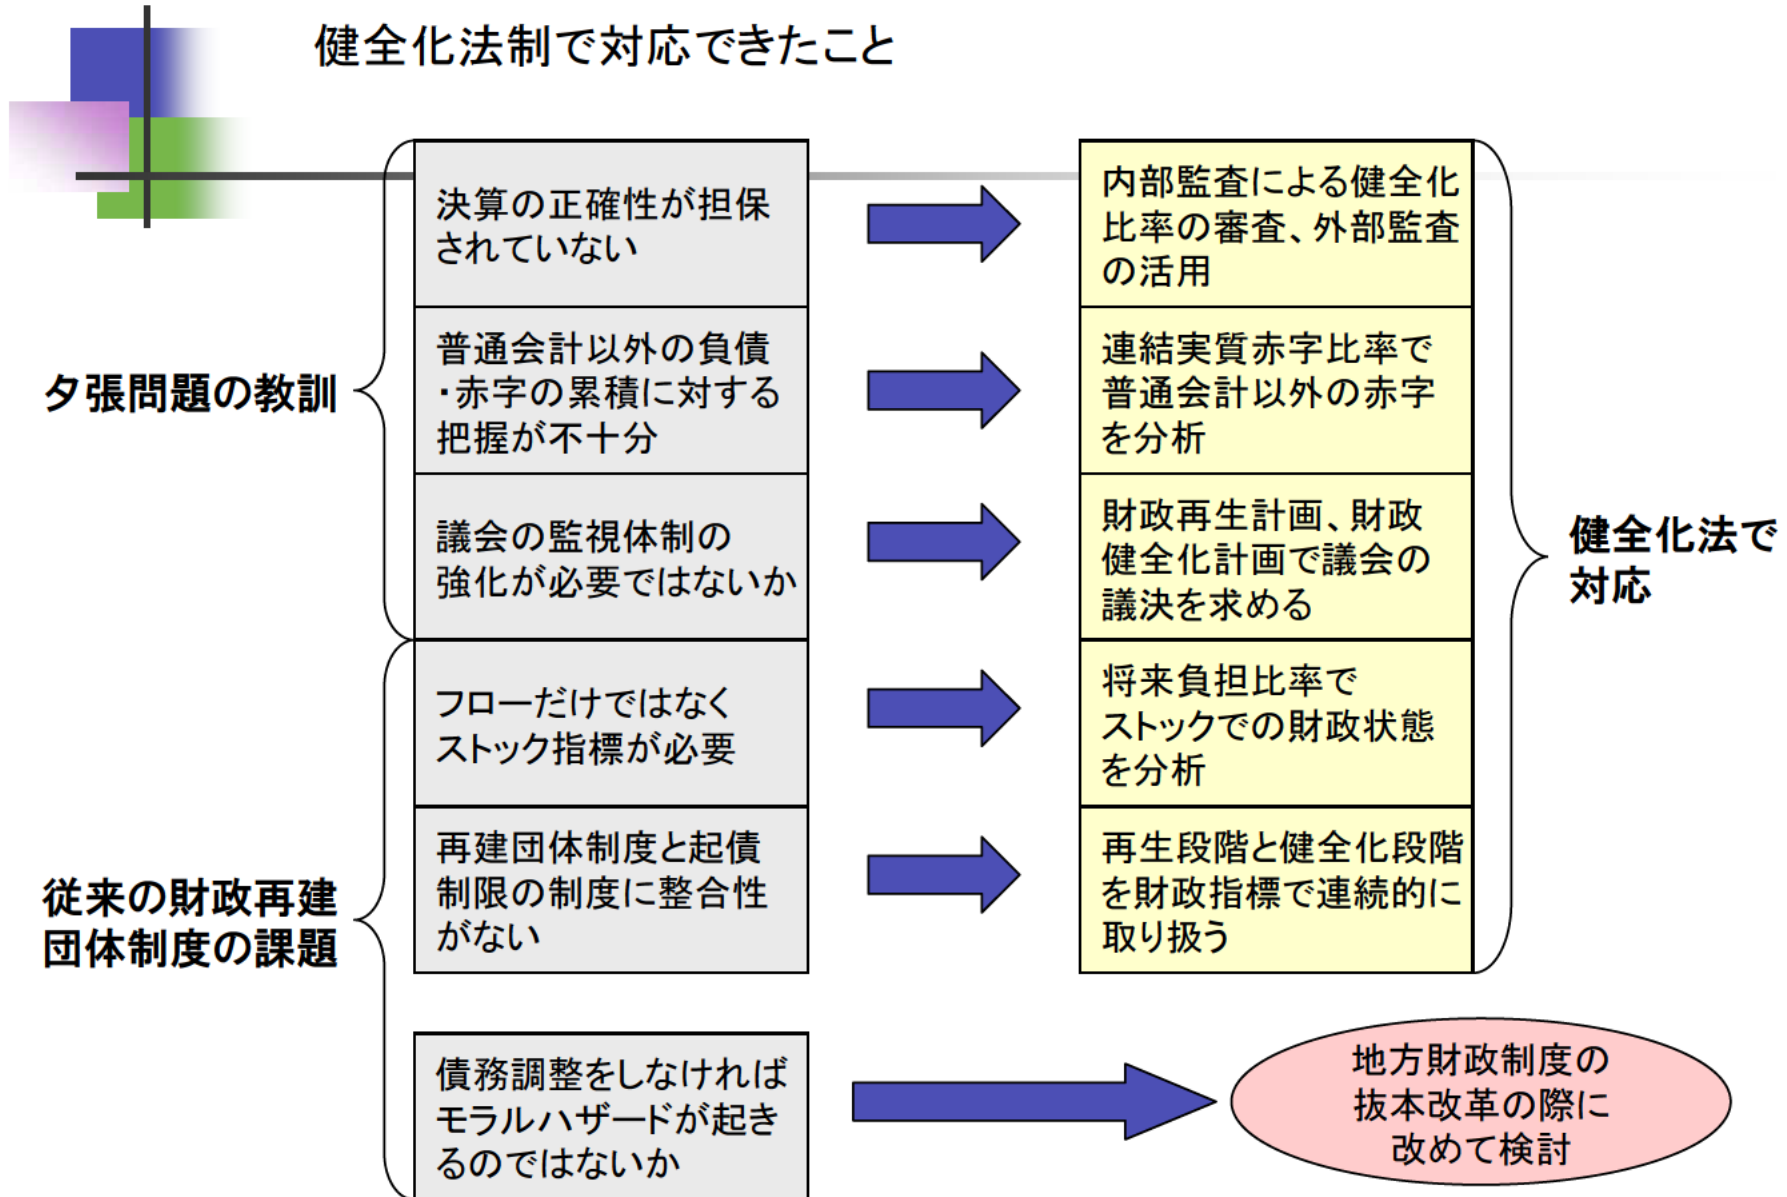 健全化法制で対応できたこと
夕張問題の教訓
決算の正確性が担保
されていない
内部監査による健全化
比率の審査、外部監査
の活用
普通会計以外の負債
・赤字の累積に対する
把握が不十分
連結実質赤字比率で
普通会計以外の赤字
を分析
議会の監視体制の
強化が必要ではないか
財政再生計画、財政
健全化計画で議会の
議決を求める
従来の財政再建
団体制度の課題
フローだけではなく
ストック指標が必要
将来負担比率で
ストックでの財政状態
を分析
再建団体制度と起債
制限の制度に整合性
がない
再生段階と健全化段階
を財政指標で連続的に
取り扱う
健全化法で
対応
債務調整をしなければ
モラルハザードが起き
るのではないか
地方財政制度の
抜本改革の際に
改めて検討